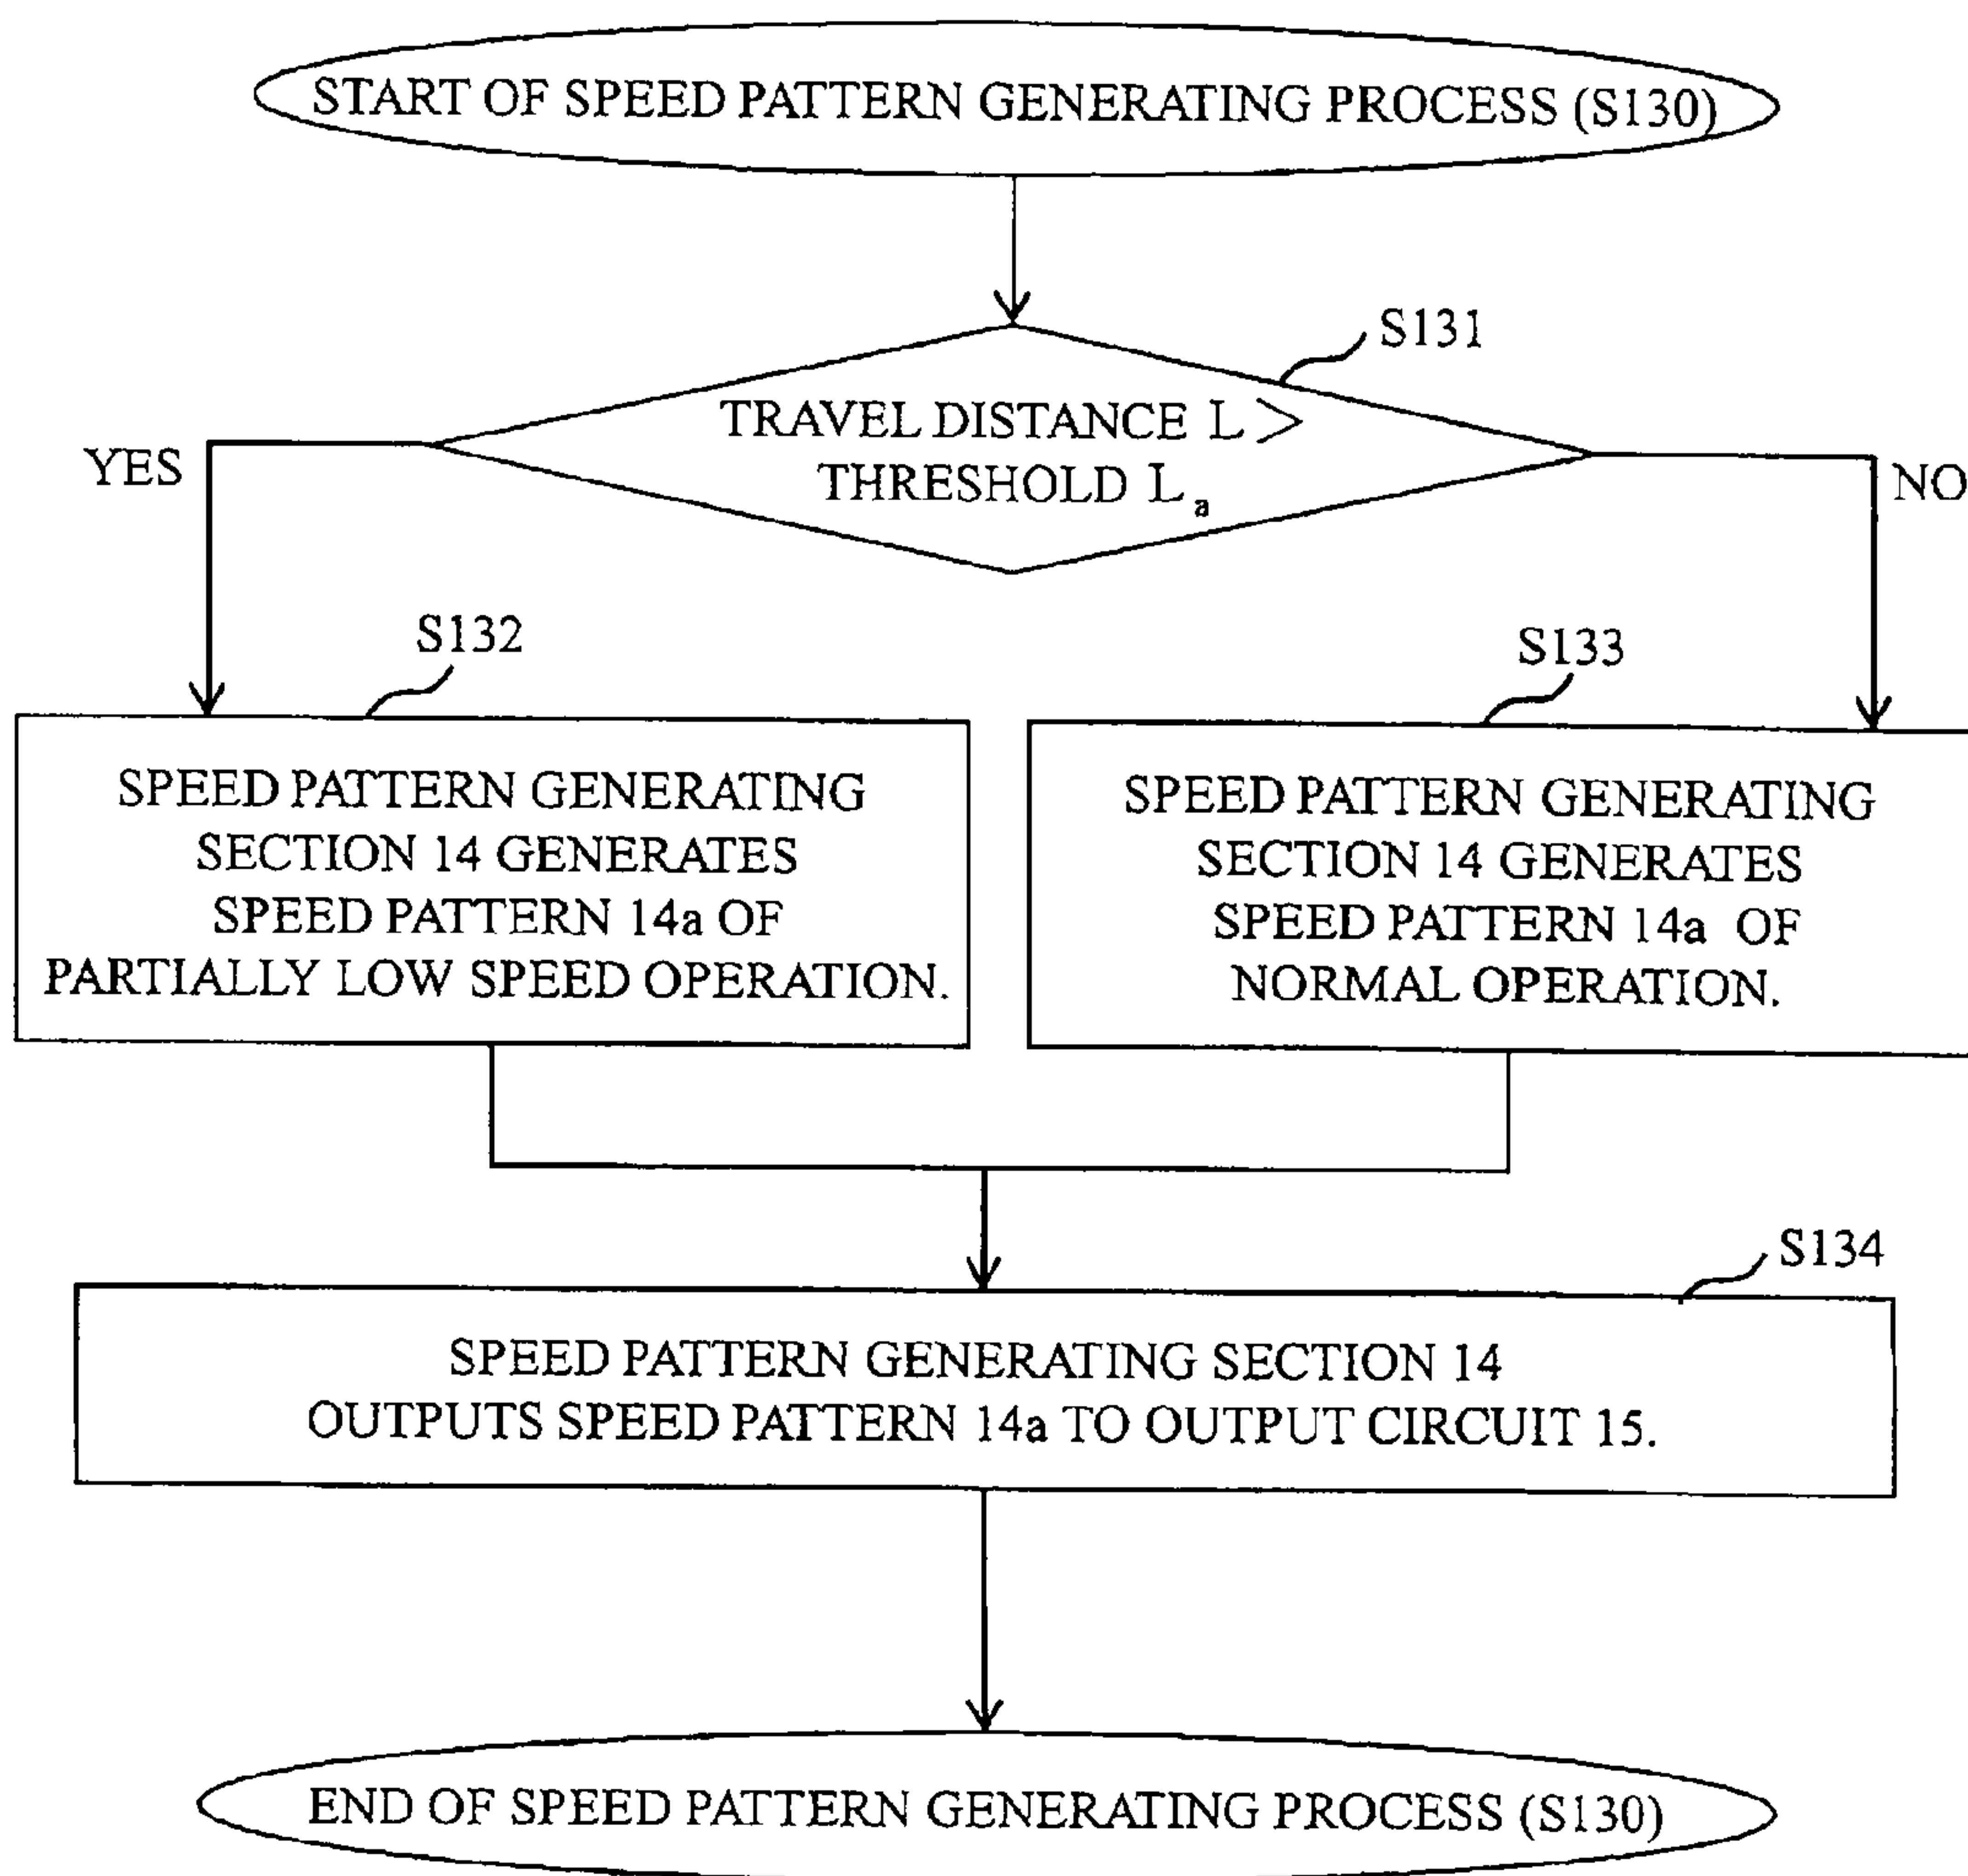 START OF SPEED PATTERN GENERATING PROCESS (S130)
S131
TRAVEL DISTANCE L >
THRESHOLD La
YES
NO
S132
S133
SPEED PATTERN GENERATING
SECTION 14 GENERATES
SPEED PATTERN 14a OF
PARTIALLY LOW SPEED OPERATION.
SPEED PATTERN GENERATING
SECTION 14 GENERATES
SPEED PATTERN 14a OF
NORMAL OPERATION.
S134
SPEED PATTERN GENERATING SECTION 14
OUTPUTS SPEED PATTERN 14a TO OUTPUT CIRCUIT 15.
END OF SPEED PATTERN GENERATING PROCESS (S130)